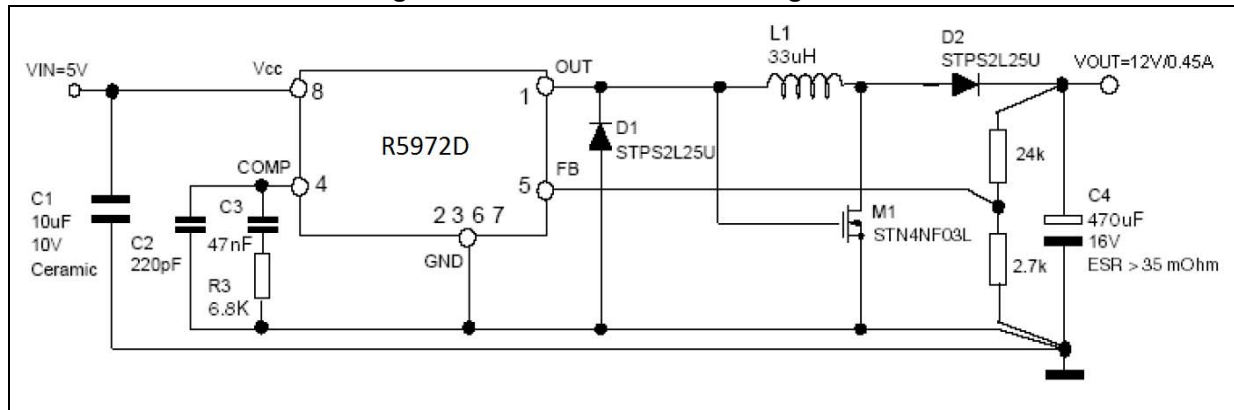 VIN=5V
Vcc
8
R5972D
OUT
1
L1
33uH
D2
STPS2L25U
VOUT=12V/0.45A
D1
STPS2L25U
FB
5
COMP
4
2 3 6 7
GND
C1
10uF
10V
Ceramic
C2
220pF
C3
47nF
R3
6.8K
M1
STN4NF03L
24k
2.7k
C4
470uF
16V
ESR > 35 mOhm